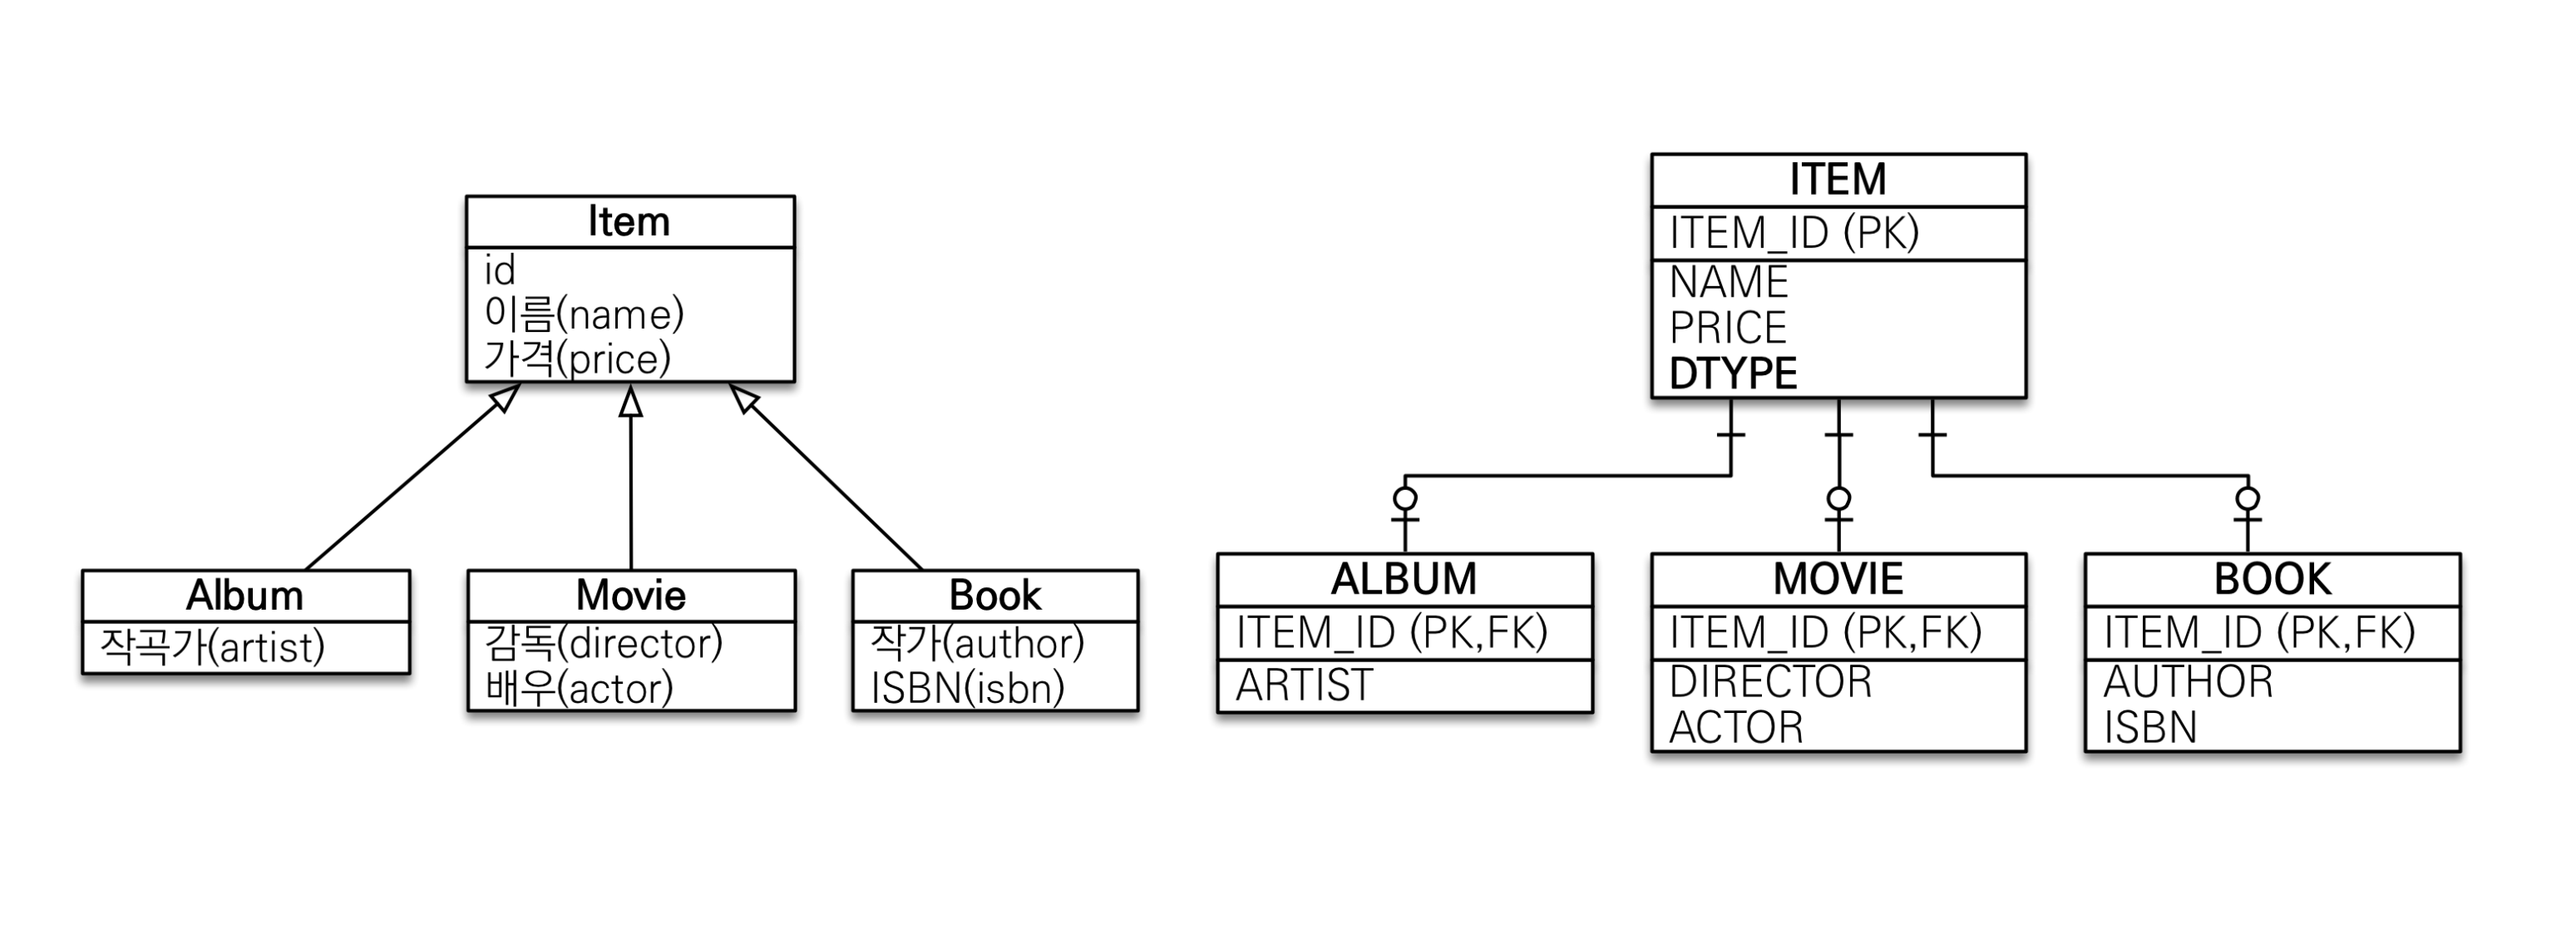 Item
id
이름(name)
가격(price)
Album
작곡가(artist)
Movie
감독(director)
배우(actor)
Book
작가(author)
ISBN(isbn)
ITEM
ITEM_ID (PK)
NAME
PRICE
DTYPE
ALBUM
ITEM_ID (PK,FK)
ARTIST
MOVIE
ITEM_ID (PK,FK)
DIRECTOR
ACTOR
BOOK
ITEM_ID (PK,FK)
AUTHOR
ISBN